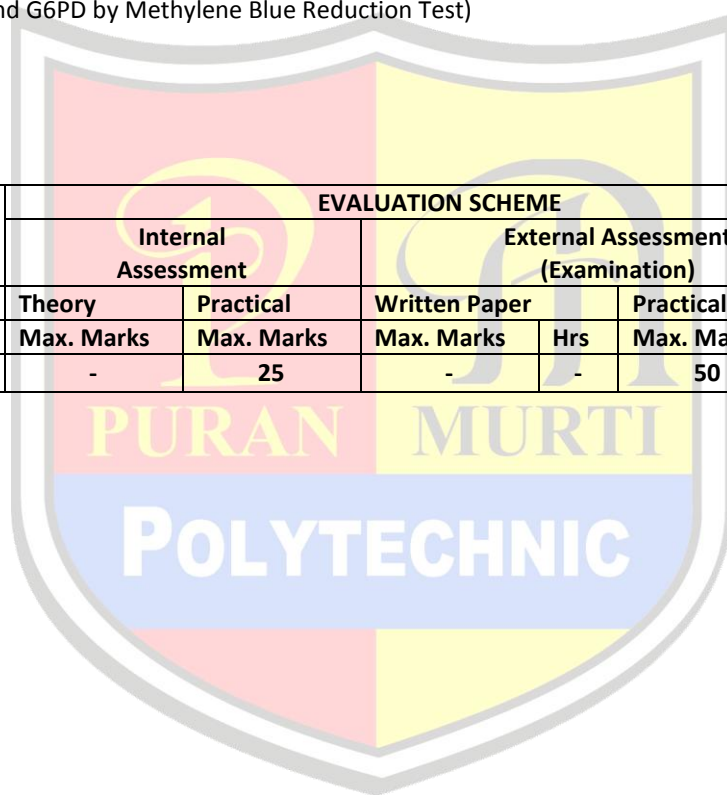 nd G6PD by Methylene Blue Reduction Test)
EVALUATION SCHEME
Internal
Assessment
External Assessment
(Examination)
Theory Practical Written Paper Practical
Max. Marks Max. Marks Max. Marks Hrs Max. Ma
- 25 - - 50
PURAN MURTI
POLYTECHNIC